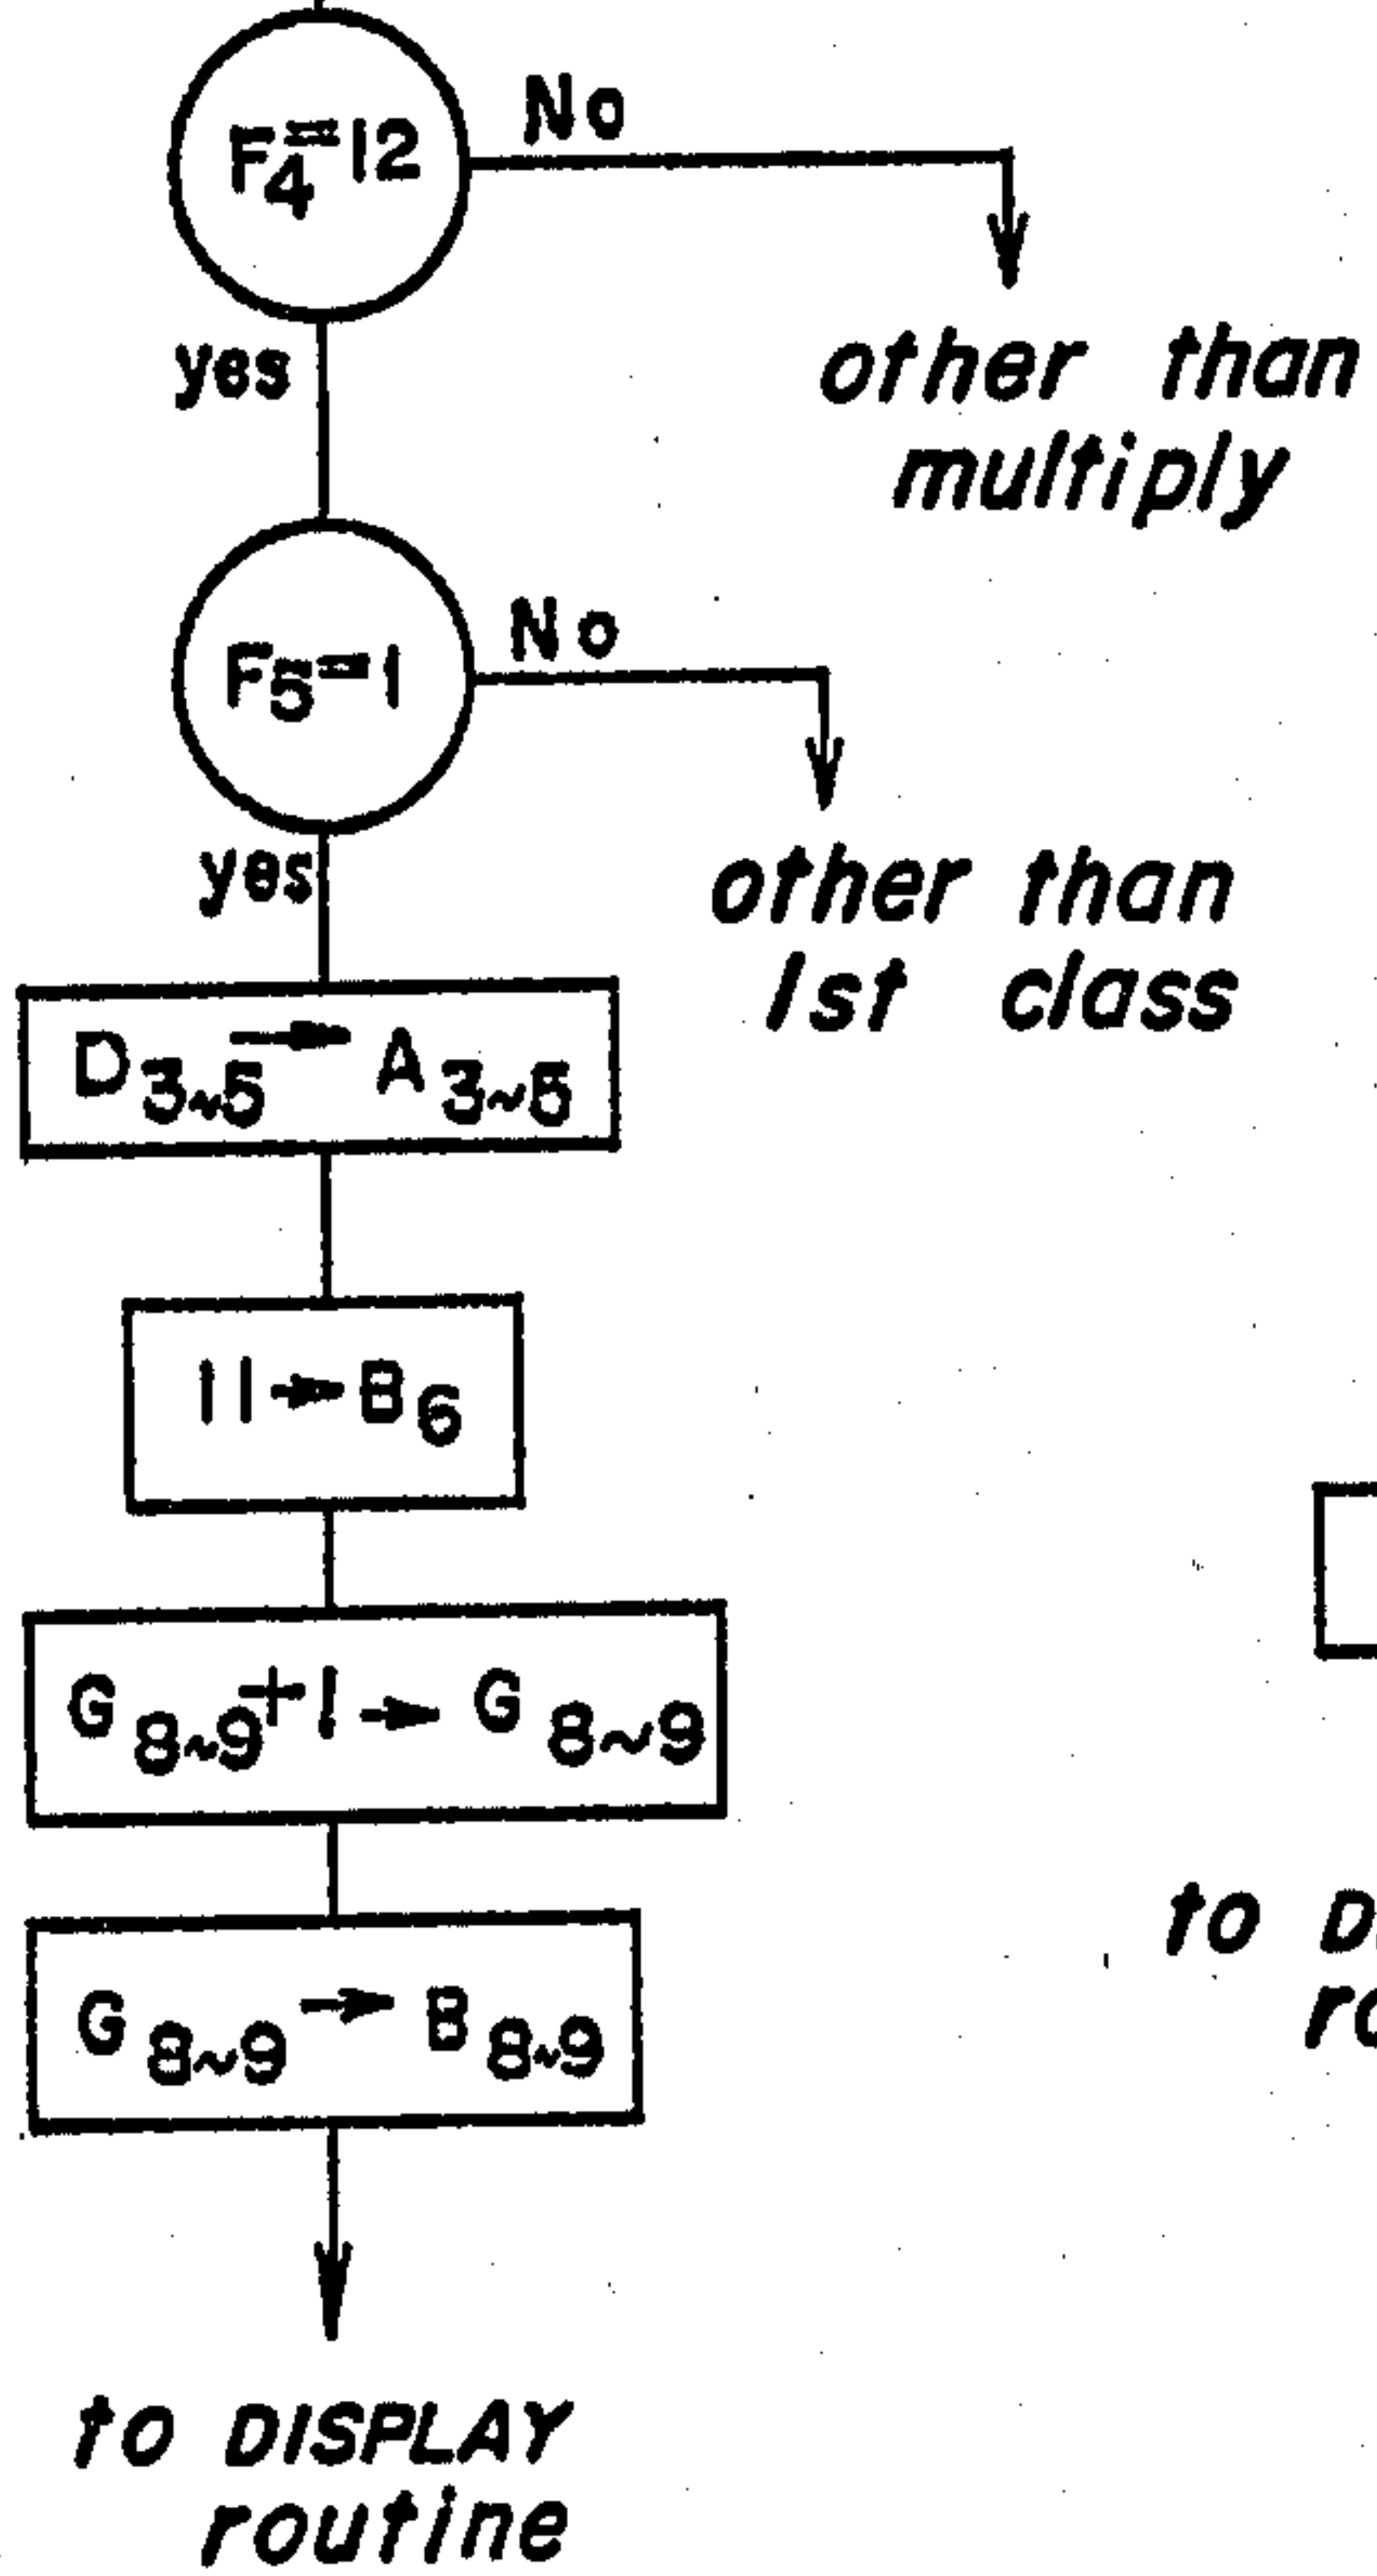 F₄=12
No
other than
multiply
yes
F₅=1
No
other than
1st class
yes
D₃~₅ → A₃~₅
11→B₆
G₈~₉+1 → G₈~₉
G₈~₉ → B₈~₉
to
to DISPLAY
routine